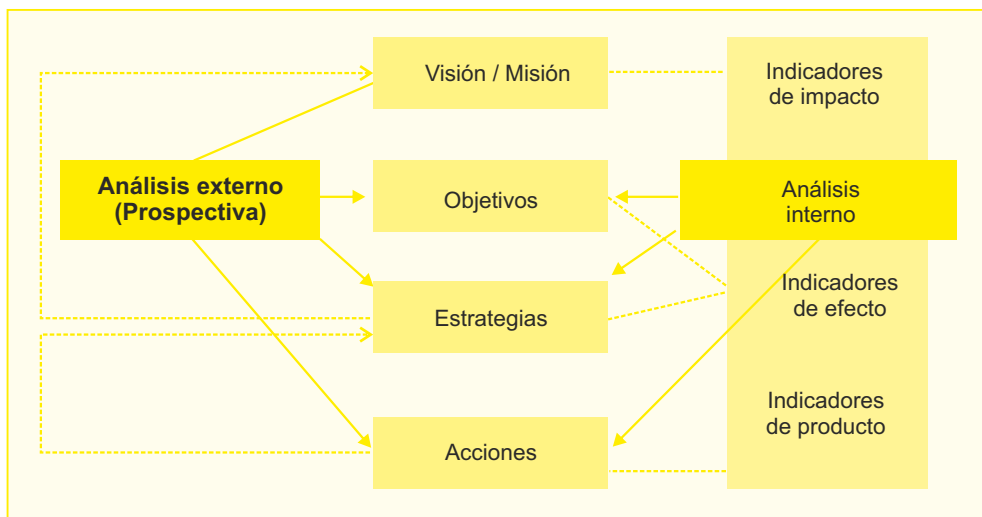 Visión / Misión
Indicadores
de impacto
Análisis externo
(Prospectiva)
Objetivos
Análisis
interno
Estrategias
Indicadores
de efecto
Acciones
Indicadores
de producto